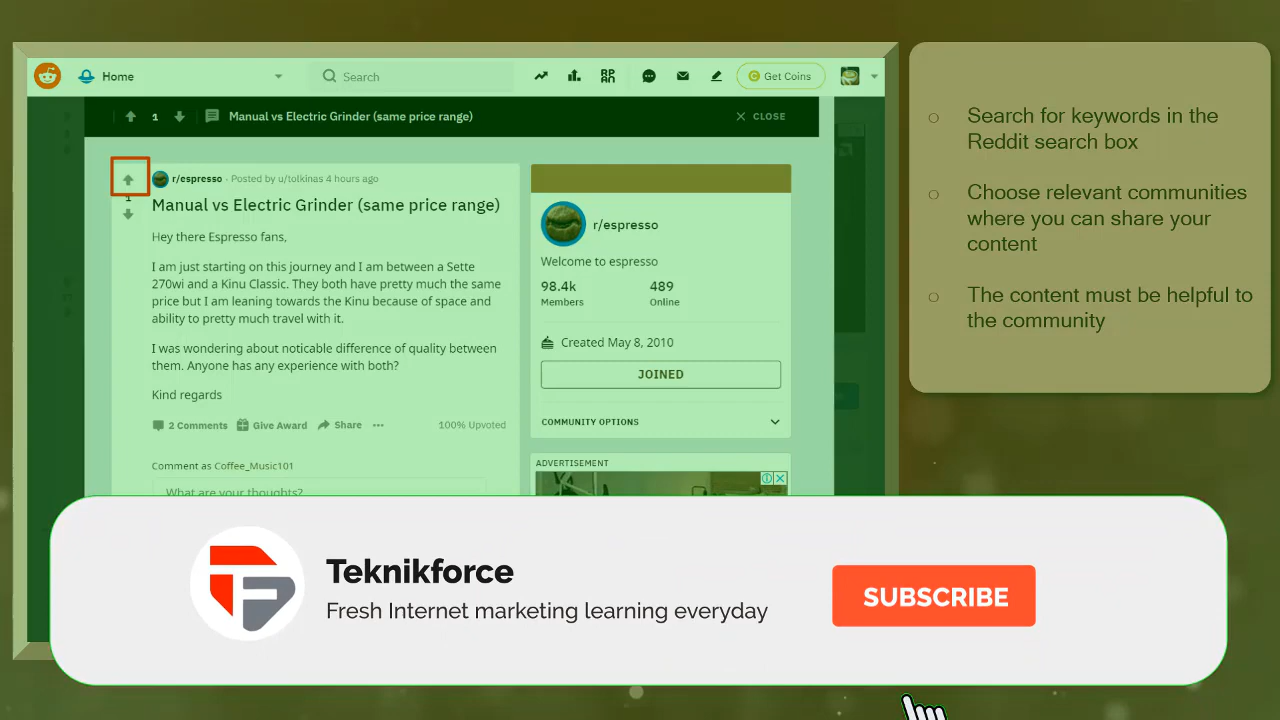 Home
Search
Get Coins
1
Manual vs Electric Grinder (same price range)
CLOSE
r/espresso · Posted by u/tolkinas 4 hours ago
1
Manual vs Electric Grinder (same price range)
Hey there Espresso fans,
I am just starting on this journey and I am between a Sette
270wi and a Kinu Classic. They both have pretty much the same
price but I am leaning towards the Kinu because of space and
ability to pretty much travel with it.
I was wondering about noticable difference of quality between
them. Anyone has any experience with both?
Kind regards
2 Comments Give Award Share ···
100% Upvoted
Comment as Coffee_Music101
What are your thoughts?
r/espresso
Welcome to espresso
98.4k 489
Members Online
Created May 8, 2010
JOINED
COMMUNITY OPTIONS
ADVERTISEMENT
Search for keywords in the
Reddit search box
Choose relevant communities
where you can share your
content
The content must be helpful to
the community
Teknikforce
Fresh Internet marketing learning everyday
SUBSCRIBE